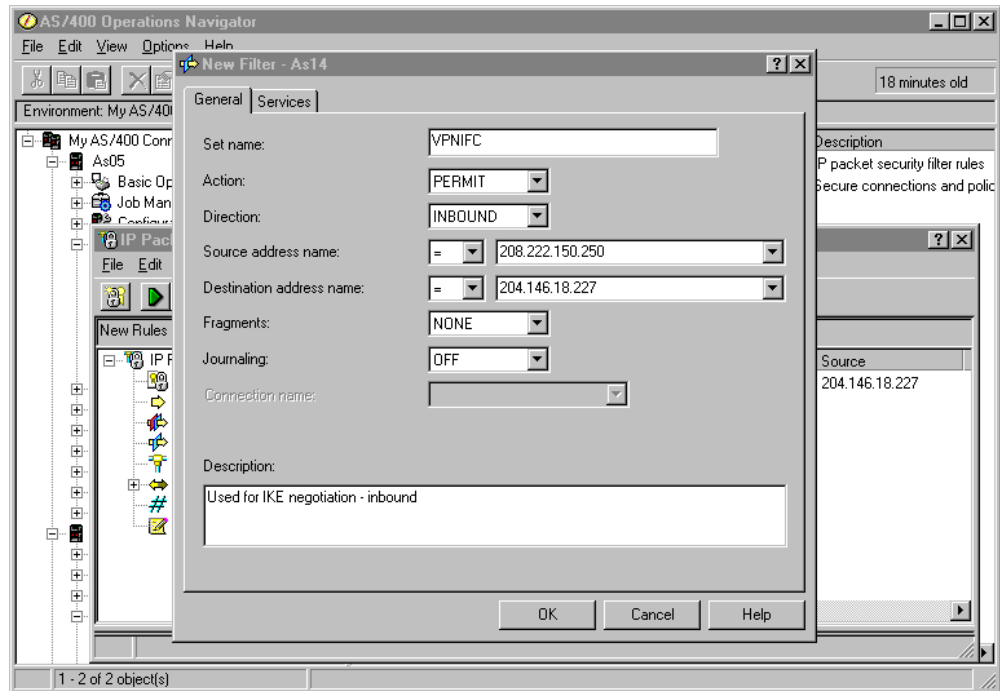 AS/400 Operations Navigator
File Edit View Options Help
18 minutes old
Environment: My AS/40
My AS/400 Conn
As05
Basic Op
Job Man
Description
IP packet security filter rules
Secure connections and polic
IP Pack
File Edit
New Rules
IP P
Source
204.146.18.227
New Filter - As14
General Services
Set name: VPNIFC
Action: PERMIT
Direction: INBOUND
Source address name: = 208.222.150.250
Destination address name: = 204.146.18.227
Fragments: NONE
Journaling: OFF
Connection name:
Description:
Used for IKE negotiation - inbound
OK Cancel Help
1 - 2 of 2 object(s)